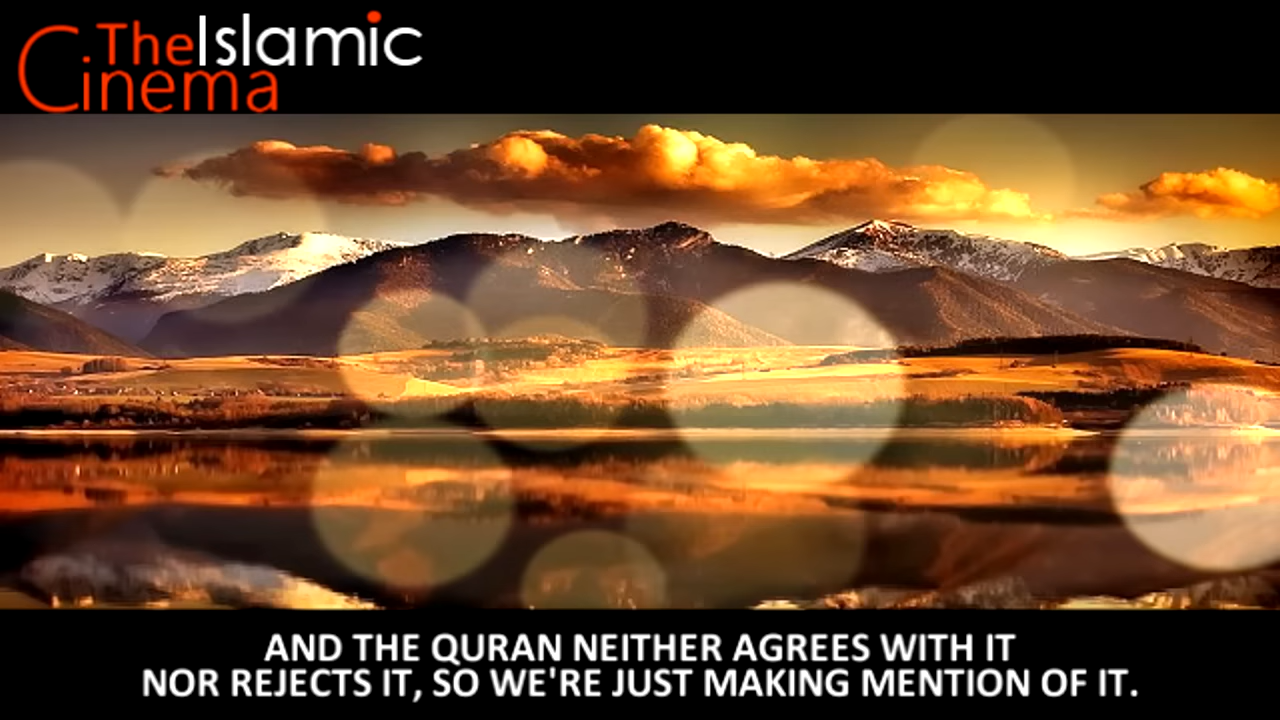 TheIslamic
Cinema
AND THE QURAN NEITHER AGREES WITH IT
NOR REJECTS IT, SO WE'RE JUST MAKING MENTION OF IT.